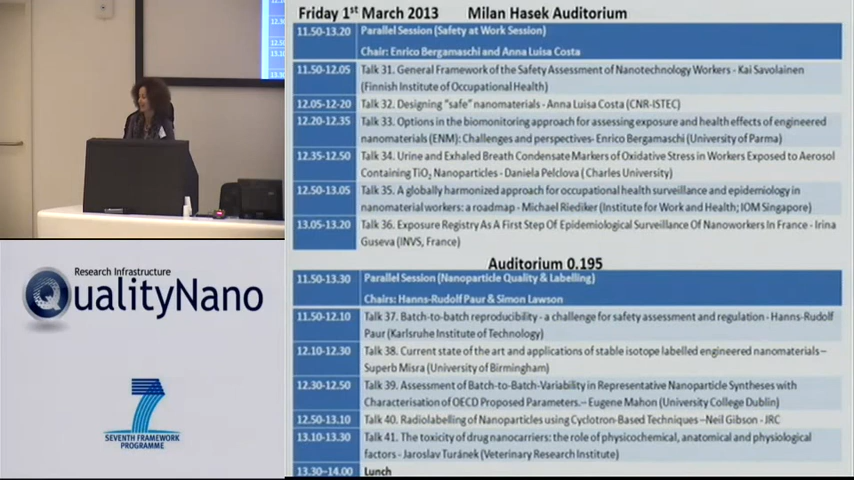 Friday 1st March 2013 Milan Hasek Auditorium
11.50-13.20 Parallel Session (Safety at Work Session)
Chair: Enrico Bergamaschi and Anna Luisa Costa
11.50-12.05 Talk 31. General Framework of the Safety Assessment of Nanotechnology Workers - Kai Savolainen
(Finnish Institute of Occupational Health)
12.05-12-20 Talk 32. Designing "safe" nanomaterials - Anna Luisa Costa (CNR-ISTEC)
12.20-12.35 Talk 33. Options in the biomonitoring approach for assessing exposure and health effects of engineered
nanomaterials (ENM): Challenges and perspectives- Enrico Bergamaschi (University of Parma)
12.35-12.50 Talk 34. Urine and Exhaled Breath Condensate Markers of Oxidative Stress in Workers Exposed to Aerosol
Containing TiO2 Nanoparticles - Daniela Pelclova ( Charles University)
12.50-13.05 Talk 35. A globally harmonized approach for occupational health surveillance and epidemiology in
nanomaterial workers: a roadmap - Michael Riediker (Institute for Work and Health; IOM Singapore)
13.05-13.20 Talk 36. Exposure Registry As A First Step Of Epidemiological Surveillance Of Nanoworkers In France - Irina
Guseva (INVS, France)
Auditorium 0.195
11.50-13.30 Parallel Session (Nanoparticle Quality & Labelling)
Chairs: Hanns-Rudolf Paur & Simon Lawson
11.50-12.10 Talk 37. Batch-to-batch reproducibility - a challenge for safety assessment and regulation - Hanns-Rudolf
Paur (Karlsruhe Institute of Technology)
12.10-12.30 Talk 38. Current state of the art and applications of stable isotope labelled engineered nanomaterials –
Superb Misra (University of Birmingham)
12.30-12.50 Talk 39. Assessment of Batch-to-Batch-Variability in Representative Nanoparticle Syntheses with
Characterisation of OECD Proposed Parameters.– Eugene Mahon (University College Dublin)
12.50-13.10 Talk 40. Radiolabelling of Nanoparticles using Cyclotron-Based Techniques –Neil Gibson - JRC
13.10-13.30 Talk 41. The toxicity of drug nanocarriers: the role of physicochemical, anatomical and physiological
factors - Jaroslav Turánek (Veterinary Research Institute)
13.30–14.00 Lunch
Research Infrastructure
QualityNano
7
SEVENTH FRAMEWORK
PROGRAMME